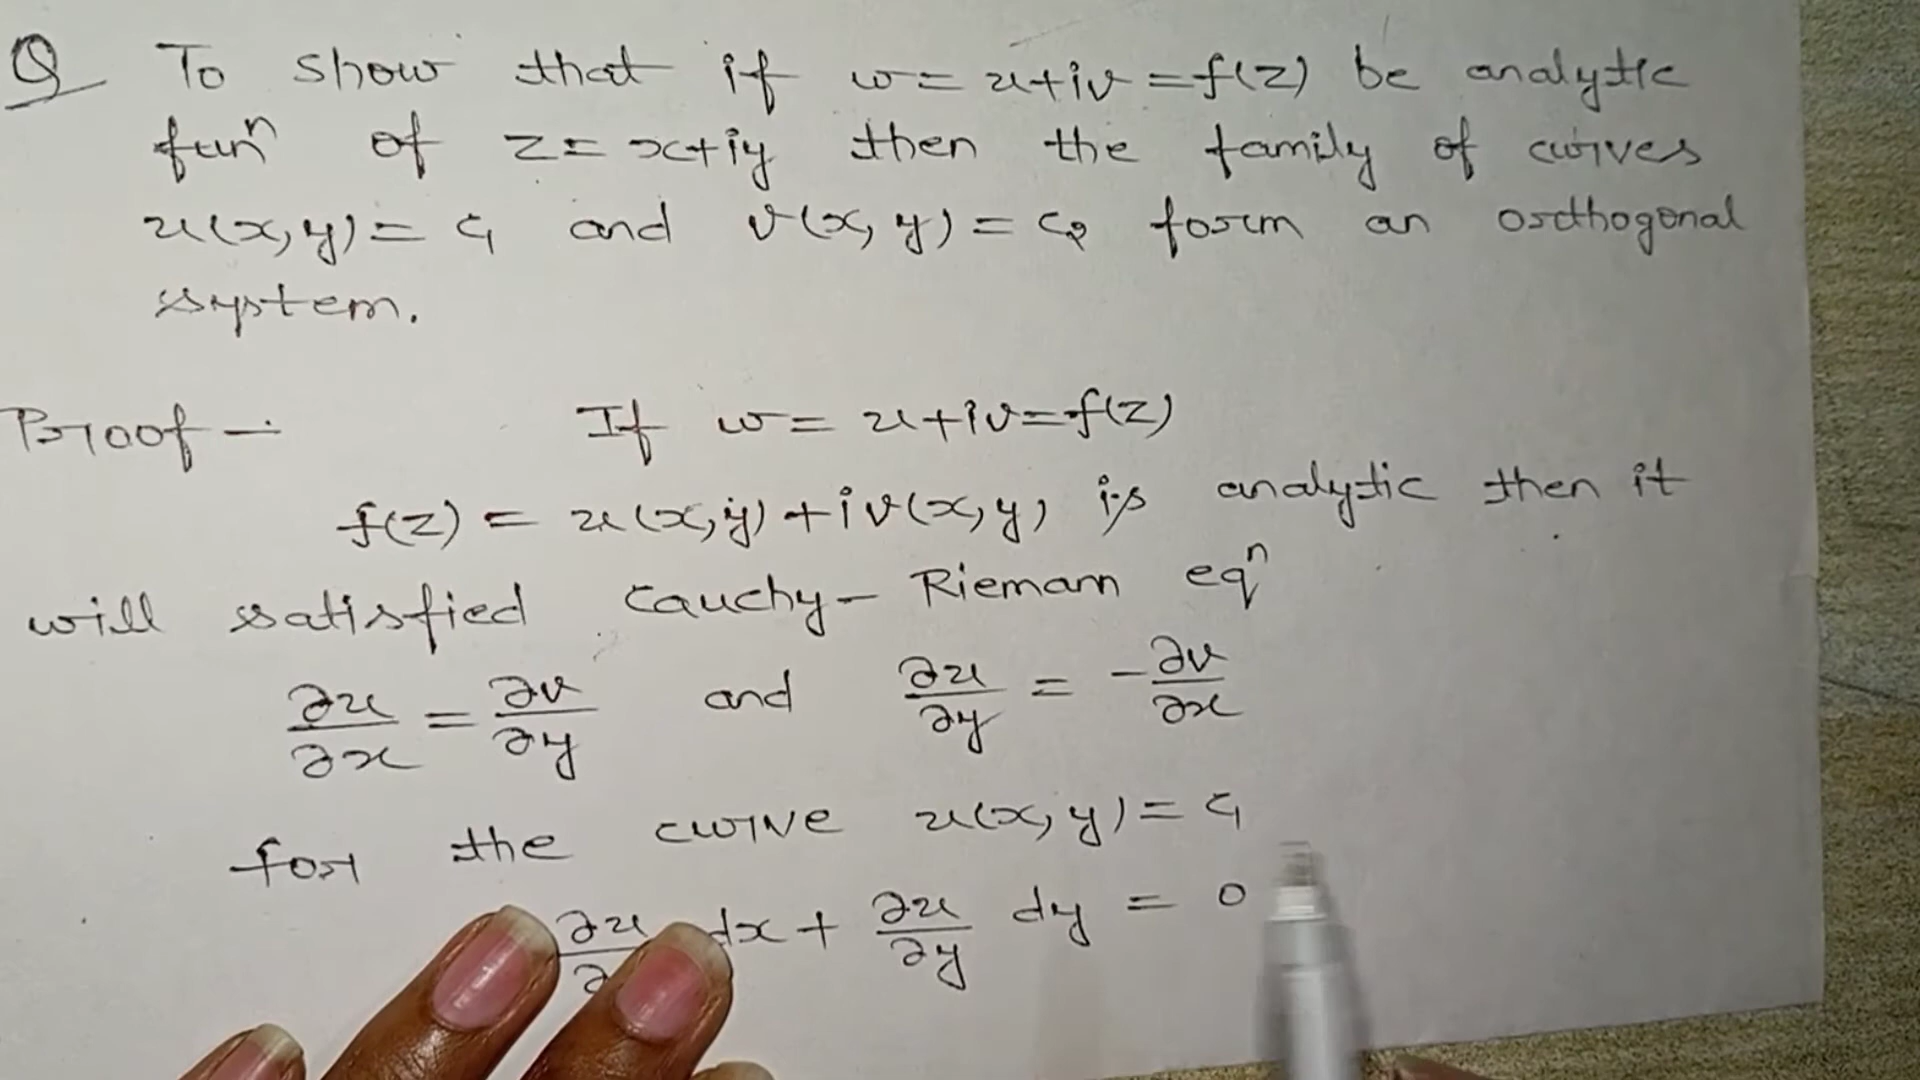 Q To show that if w = u+iv = f(z) be analytic
funⁿ of z = x+iy then the family of curves
u(x,y) = c₁ and v(x,y) = c₂ form an orthogonal
system.
Proof — If w = u+iv = f(z)
f(z) = u(x,y) + iv(x,y) is analytic then it
will satisfied Cauchy - Riemann eqⁿ
∂u/∂x = ∂v/∂y and ∂u/∂y = -∂v/∂x
for the curve u(x,y) = c₁
∂u/∂ dx + ∂u/∂y dy = 0